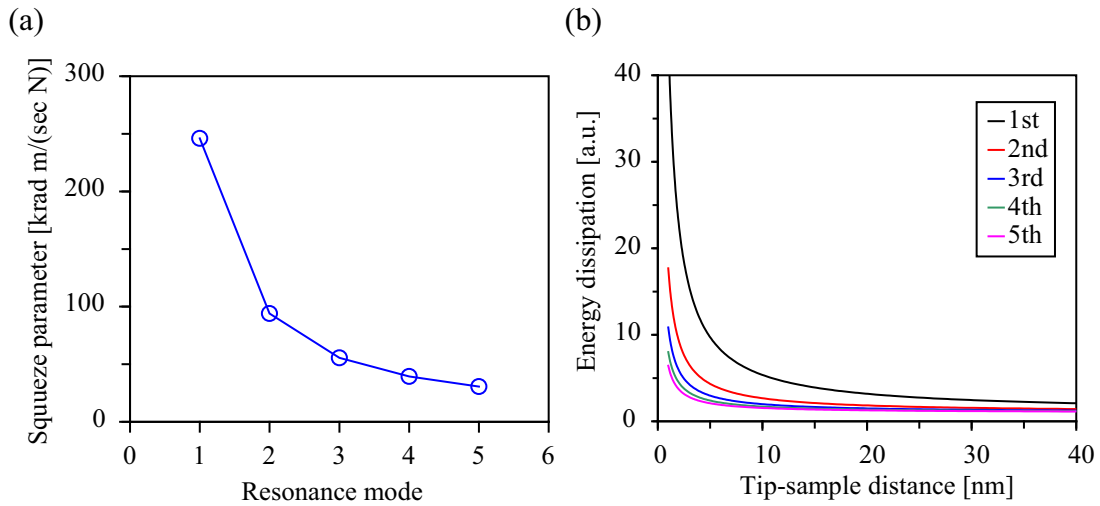 (a)
300
200
100
0
Squueze parameter [krad m/(sec N)]
0 1 2 3 4 5 6
Resonance mode
(b)
40
30
20
10
0
Energy dissipation [a.u.]
1st
2nd
3rd
4th
5th
0 10 20 30 40
Tip-sample distance [nm]